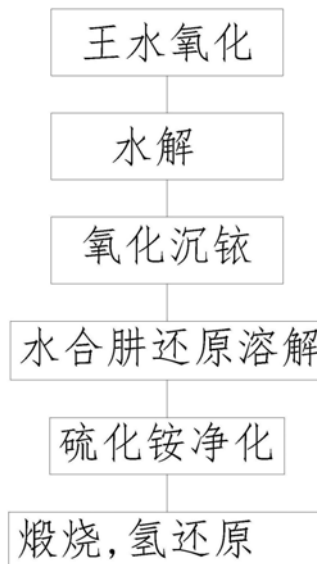 王水氧化
水解
氧化沉铱
水合肼还原溶解
硫化铵净化
煅烧,氢还原